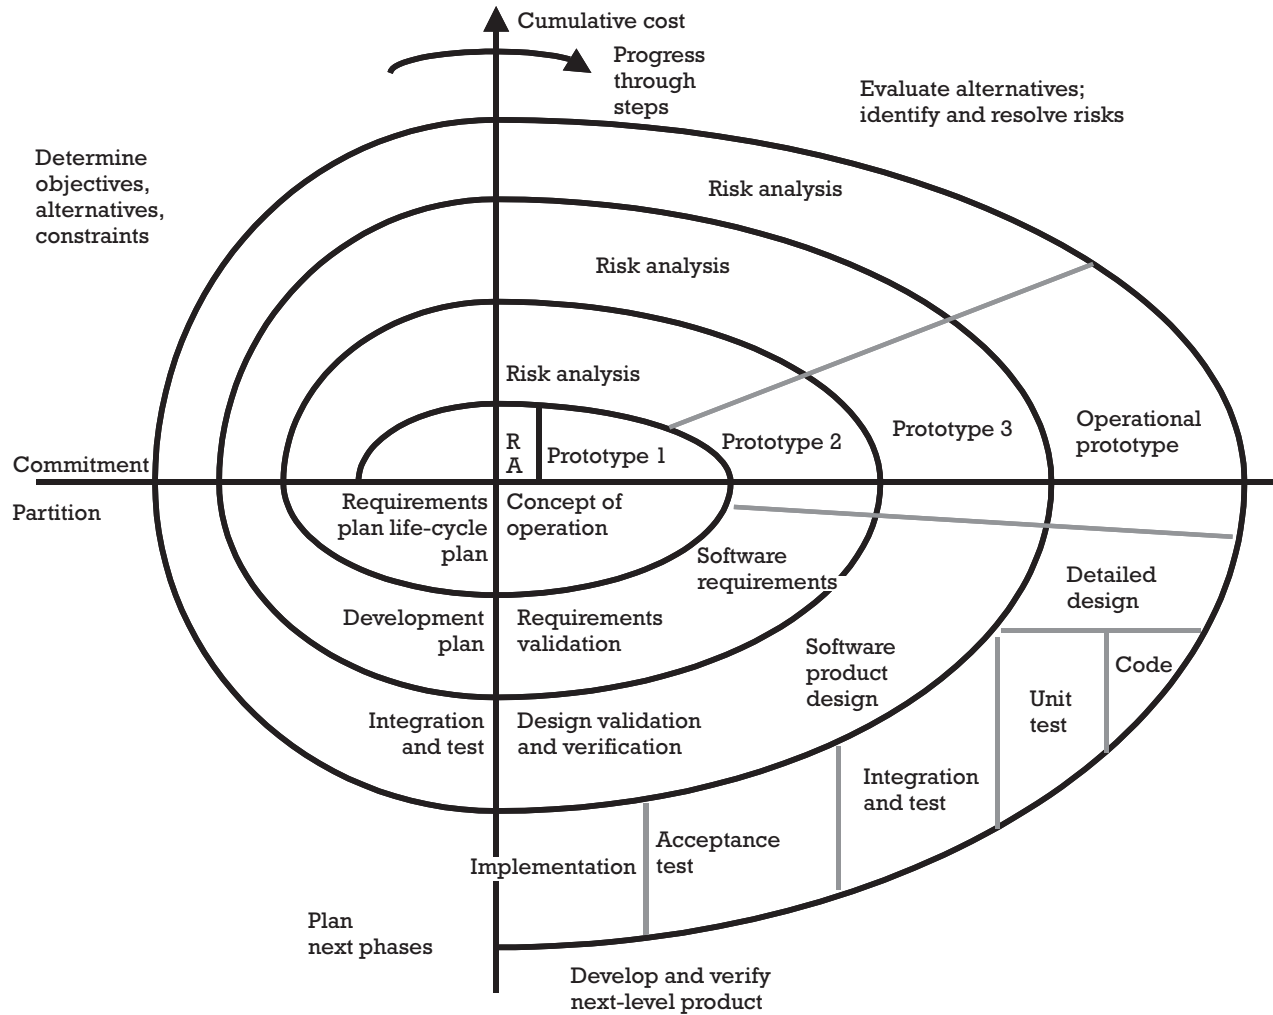 Cumulative cost
Progress
through
steps
Evaluate alternatives;
identify and resolve risks
Determine
objectives,
alternatives,
constraints
Risk analysis
Risk analysis
Risk analysis
R
A
Prototype 1
Prototype 2
Prototype 3
Operational
prototype
Commitment
Partition
Requirements
plan life-cycle
plan
Concept of
operation
Software
requirements
Detailed
design
Development
plan
Requirements
validation
Software
product
design
Code
Unit
test
Integration
and test
Design validation
and verification
Integration
and test
Acceptance
test
Implementation
Plan
next phases
Develop and verify
next-level product